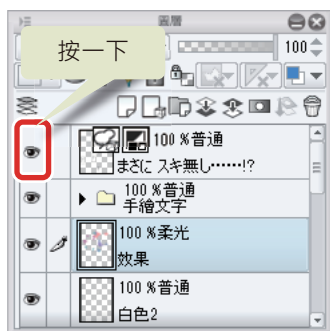 圖層
按一下
100
100 %普通
まさに スキ無し……!?
100 %普通
手繪文字
100 %柔光
效果
100 %普通
白色2